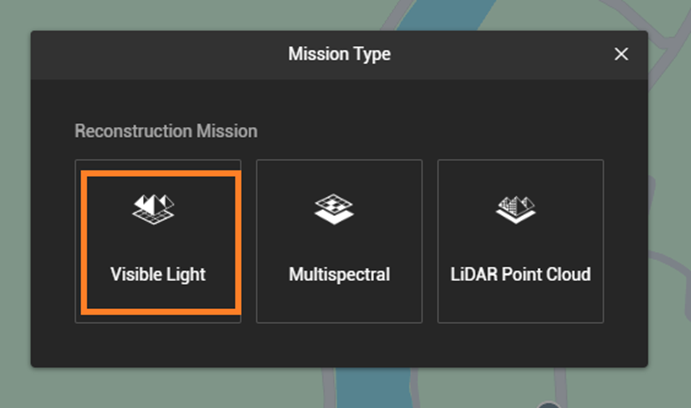 Mission Type
Reconstruction Mission
Visible Light
Multispectral
LiDAR Point Cloud